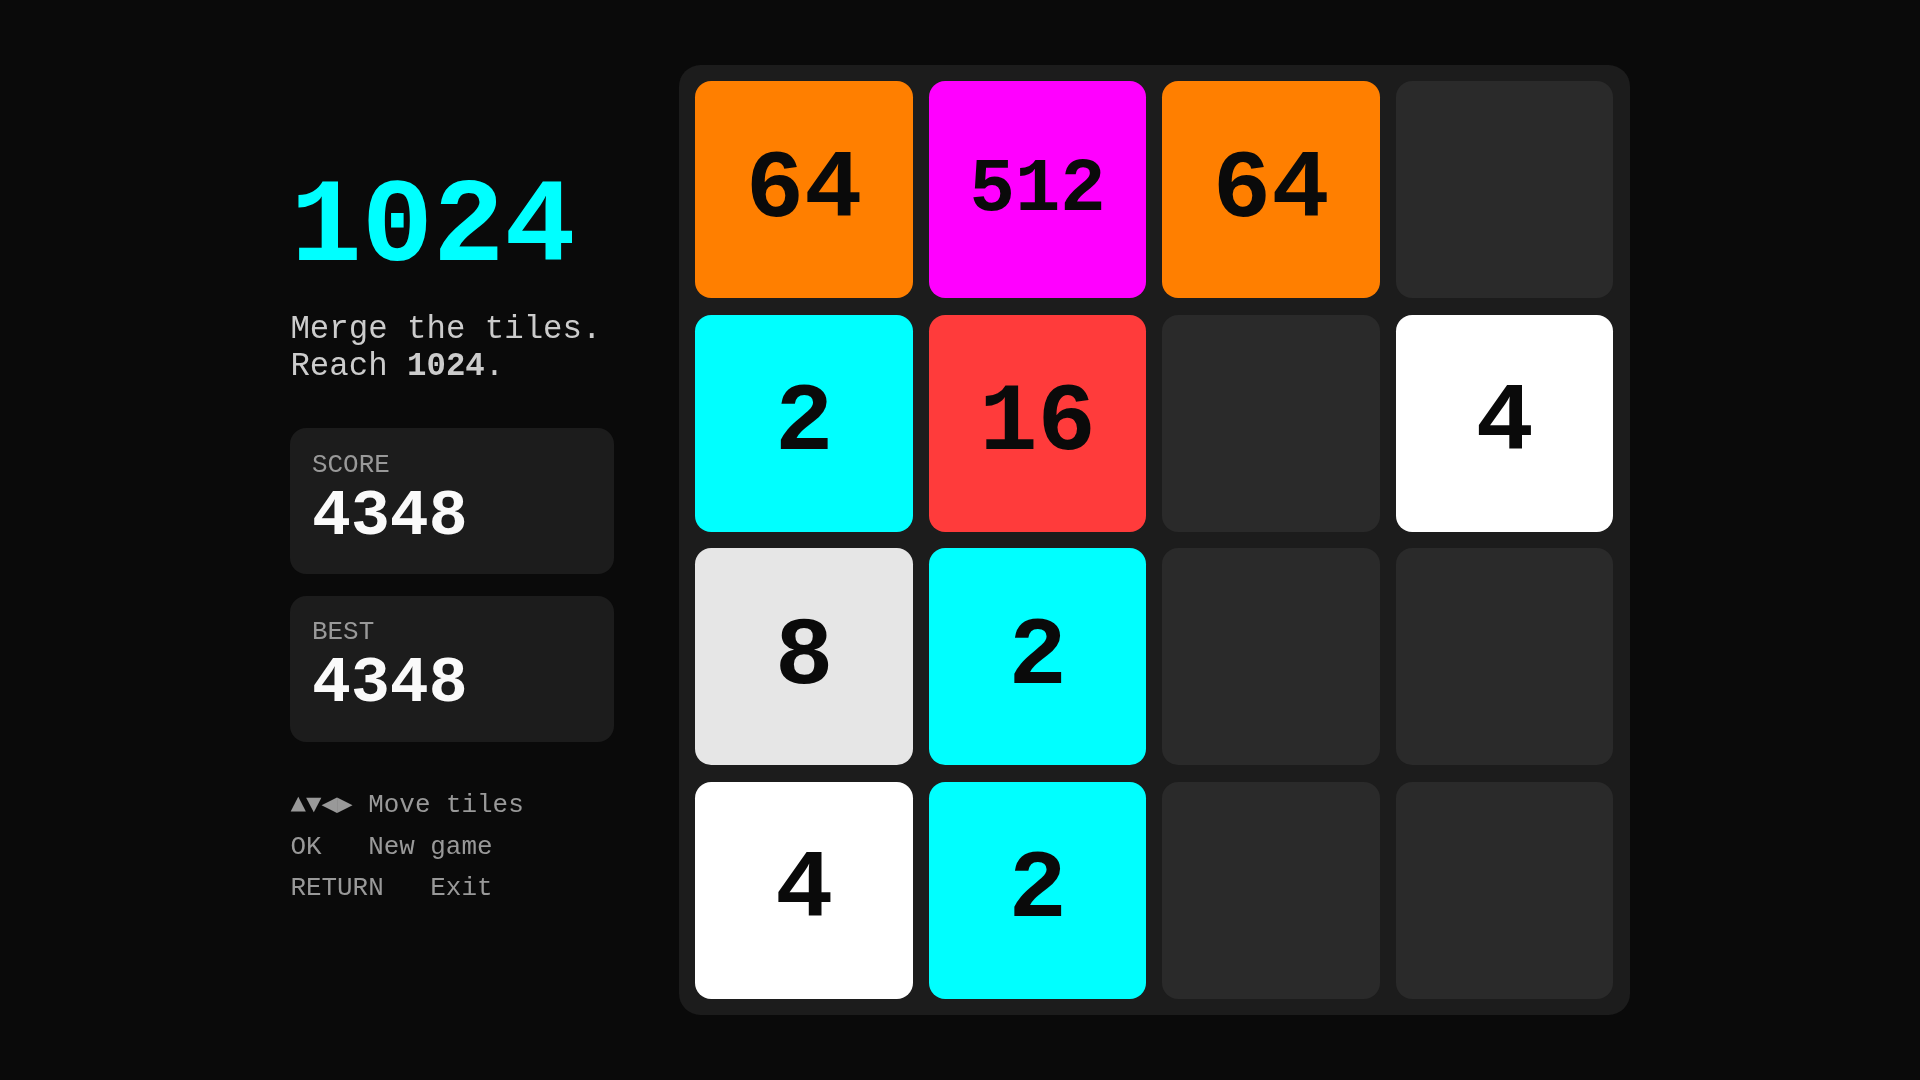 1024
Merge the tiles.
Reach 1024.
SCORE
4348
BEST
4348
▲▼◀▶ Move tiles
OK New game
RETURN Exit
64 512 64
2 16 4
8 2
4 2